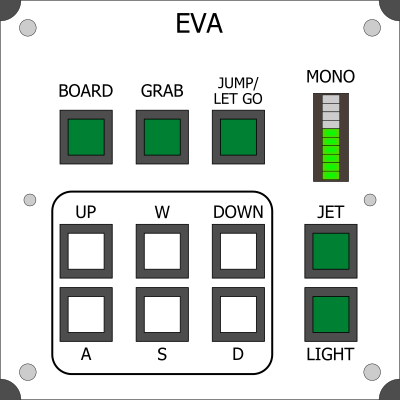 EVA
BOARD GRAB JUMP/
LET GO
MONO
UP W DOWN
JET
A S D
LIGHT